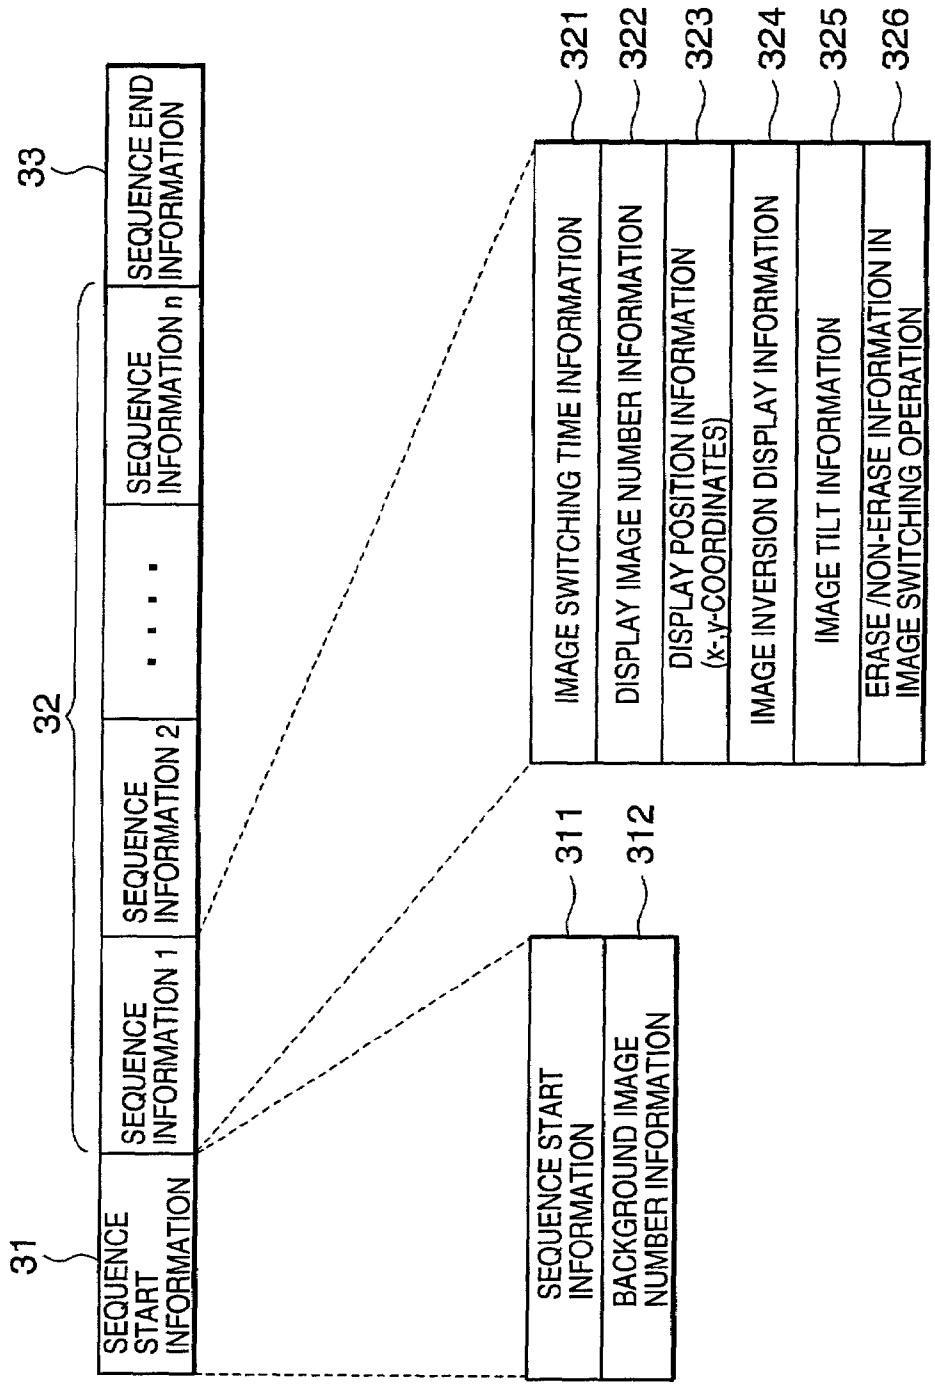 31
32
33
SEQUENCE
START
INFORMATION
SEQUENCE
INFORMATION 1
SEQUENCE
INFORMATION 2
....
SEQUENCE
INFORMATION n
SEQUENCE END
INFORMATION
SEQUENCE START
INFORMATION
311
BACKGROUND IMAGE
NUMBER INFORMATION
312
IMAGE SWITCHING TIME INFORMATION
321
DISPLAY IMAGE NUMBER INFORMATION
322
DISPLAY POSITION INFORMATION
(x-,y-COORDINATES)
323
IMAGE INVERSION DISPLAY INFORMATION
324
IMAGE TILT INFORMATION
325
ERASE /NON-ERASE INFORMATION IN
IMAGE SWITCHING OPERATION
326